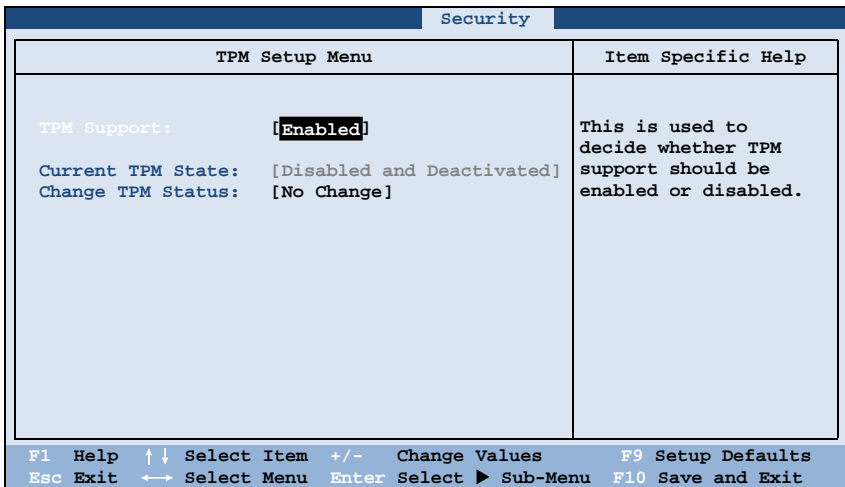 Security
TPM Setup Menu
Item Specific Help
TPM Support: [Enabled]
Current TPM State: [Disabled and Deactivated]
Change TPM Status: [No Change]
This is used to
decide whether TPM
support should be
enabled or disabled.
F1 Help ↑↓ Select Item +/- Change Values F9 Setup Defaults
Esc Exit ←→ Select Menu Enter Select ▶ Sub-Menu F10 Save and Exit